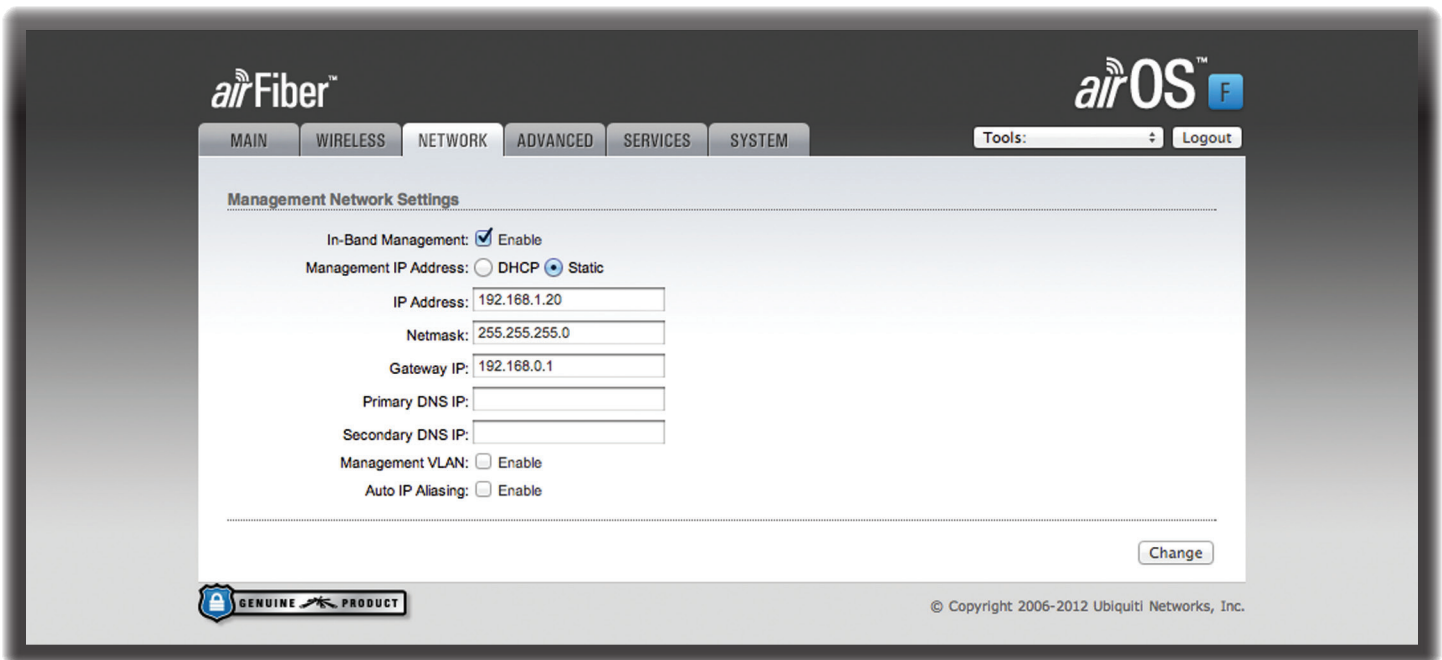 airFiber™
airOS™ F
MAIN WIRELESS NETWORK ADVANCED SERVICES SYSTEM Tools: Logout
Management Network Settings
In-Band Management: Enable
Management IP Address: DHCP Static
IP Address: 192.168.1.20
Netmask: 255.255.255.0
Gateway IP: 192.168.0.1
Primary DNS IP:
Secondary DNS IP:
Management VLAN: Enable
Auto IP Aliasing: Enable
Change
GENUINE PRODUCT
© Copyright 2006-2012 Ubiquiti Networks, Inc.